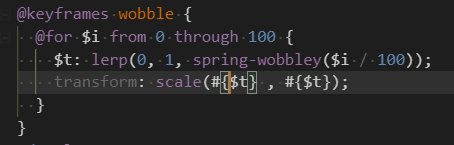 @keyframes wobble {
@for $i from 0 through 100 {
$t: lerp(0, 1, spring-wobbley($i / 100));
transform: scale(#{$t} , #{$t});
}
}